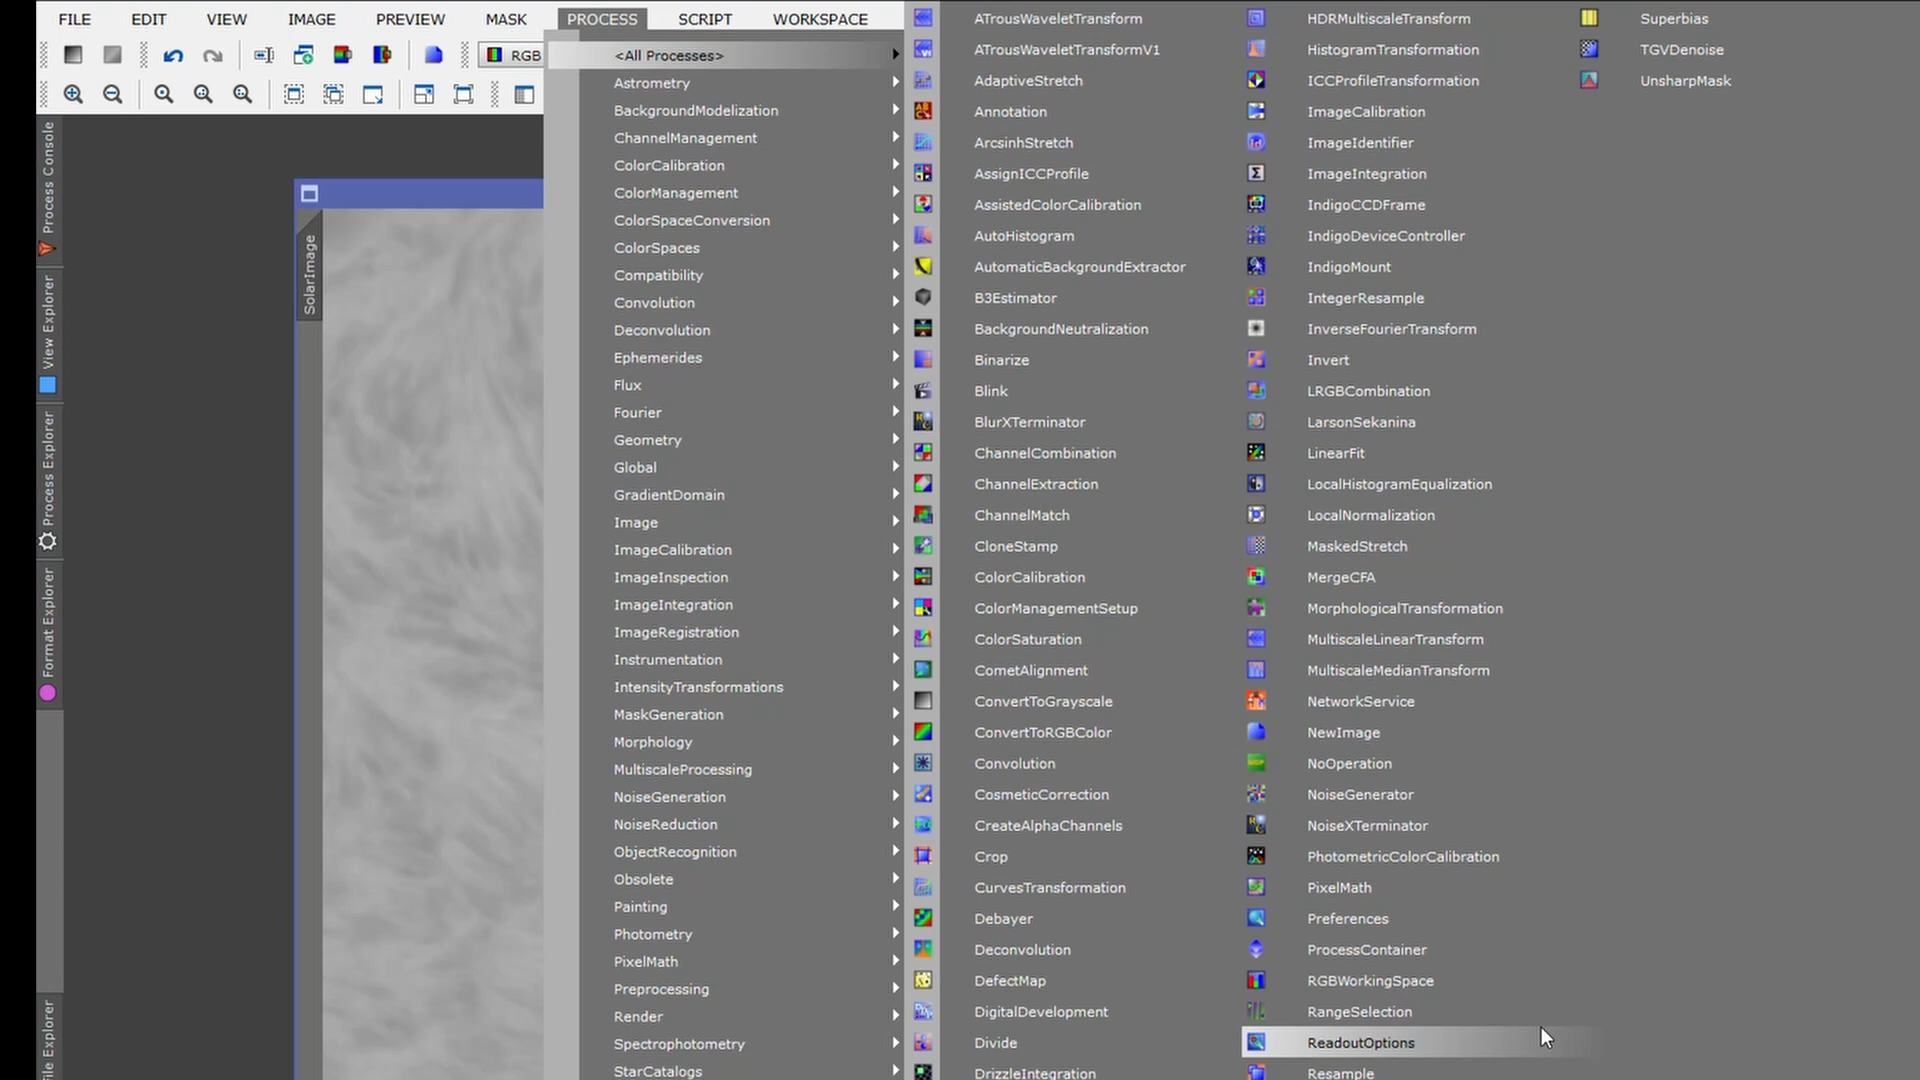 FILE EDIT VIEW IMAGE PREVIEW MASK PROCESS SCRIPT WORKSPACE
RGB
Process Console
View Explorer
Process Explorer
Format Explorer
File Explorer
SolarImage
<All Processes>
Astrometry
BackgroundModelization
ChannelManagement
ColorCalibration
ColorManagement
ColorSpaceConversion
ColorSpaces
Compatibility
Convolution
Deconvolution
Ephemerides
Flux
Fourier
Geometry
Global
GradientDomain
Image
ImageCalibration
ImageInspection
ImageIntegration
ImageRegistration
Instrumentation
IntensityTransformations
MaskGeneration
Morphology
MultiscaleProcessing
NoiseGeneration
NoiseReduction
ObjectRecognition
Obsolete
Painting
Photometry
PixelMath
Preprocessing
Render
Spectrophotometry
StarCatalogs
ATrousWaveletTransform
ATrousWaveletTransformV1
AdaptiveStretch
Annotation
ArcsinhStretch
AssignICCProfile
AssistedColorCalibration
AutoHistogram
AutomaticBackgroundExtractor
B3Estimator
BackgroundNeutralization
Binarize
Blink
BlurXTerminator
ChannelCombination
ChannelExtraction
ChannelMatch
CloneStamp
ColorCalibration
ColorManagementSetup
ColorSaturation
CometAlignment
ConvertToGrayscale
ConvertToRGBColor
Convolution
CosmeticCorrection
CreateAlphaChannels
Crop
CurvesTransformation
Debayer
Deconvolution
DefectMap
DigitalDevelopment
Divide
DrizzleIntegration
HDRMultiscaleTransform
HistogramTransformation
ICCProfileTransformation
ImageCalibration
ImageIdentifier
ImageIntegration
IndigoCCDFrame
IndigoDeviceController
IndigoMount
IntegerResample
InverseFourierTransform
Invert
LRGBCombination
LarsonSekanina
LinearFit
LocalHistogramEqualization
LocalNormalization
MaskedStretch
MergeCFA
MorphologicalTransformation
MultiscaleLinearTransform
MultiscaleMedianTransform
NetworkService
NewImage
NoOperation
NoiseGenerator
NoiseXTerminator
PhotometricColorCalibration
PixelMath
Preferences
ProcessContainer
RGBWorkingSpace
RangeSelection
ReadoutOptions
Resample
Superbias
TGVDenoise
UnsharpMask